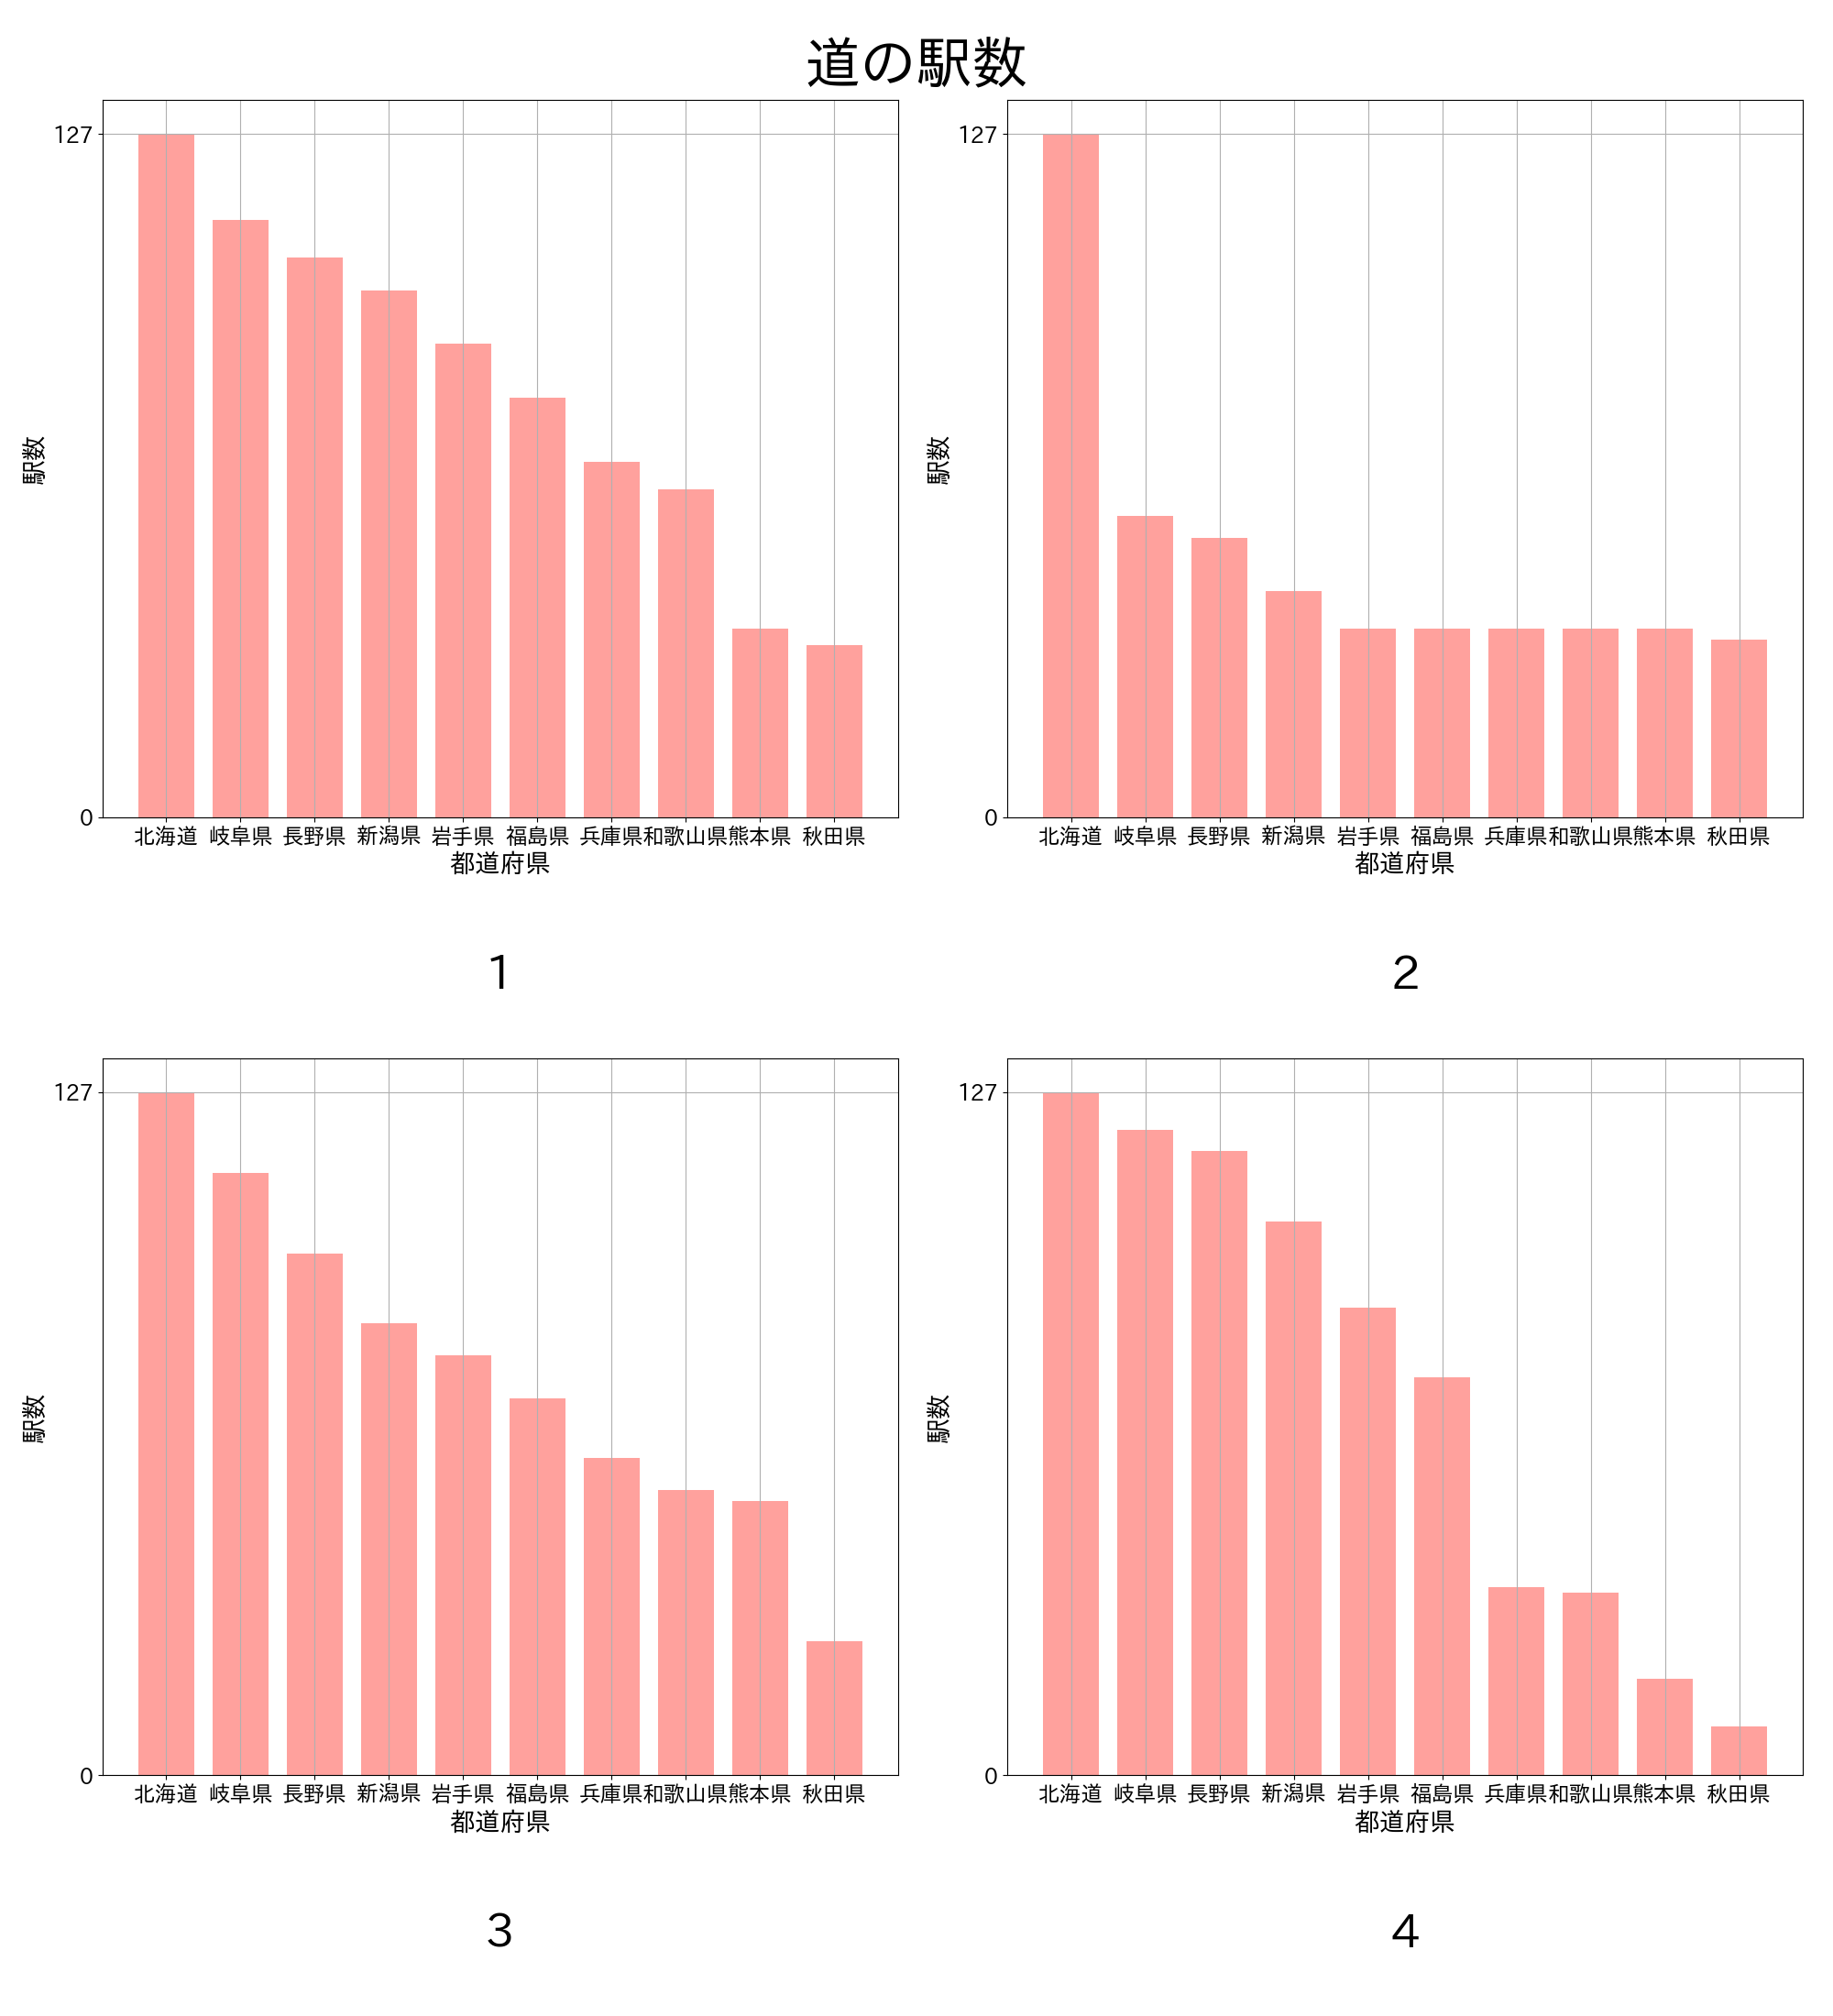 道の駅数
127
駅数
0
北海道 岐阜県 長野県 新潟県 岩手県 福島県 兵庫県 和歌山県 熊本県 秋田県
都道府県
1
127
駅数
0
北海道 岐阜県 長野県 新潟県 岩手県 福島県 兵庫県 和歌山県 熊本県 秋田県
都道府県
2
127
駅数
0
北海道 岐阜県 長野県 新潟県 岩手県 福島県 兵庫県 和歌山県 熊本県 秋田県
都道府県
3
127
駅数
0
北海道 岐阜県 長野県 新潟県 岩手県 福島県 兵庫県 和歌山県 熊本県 秋田県
都道府県
4